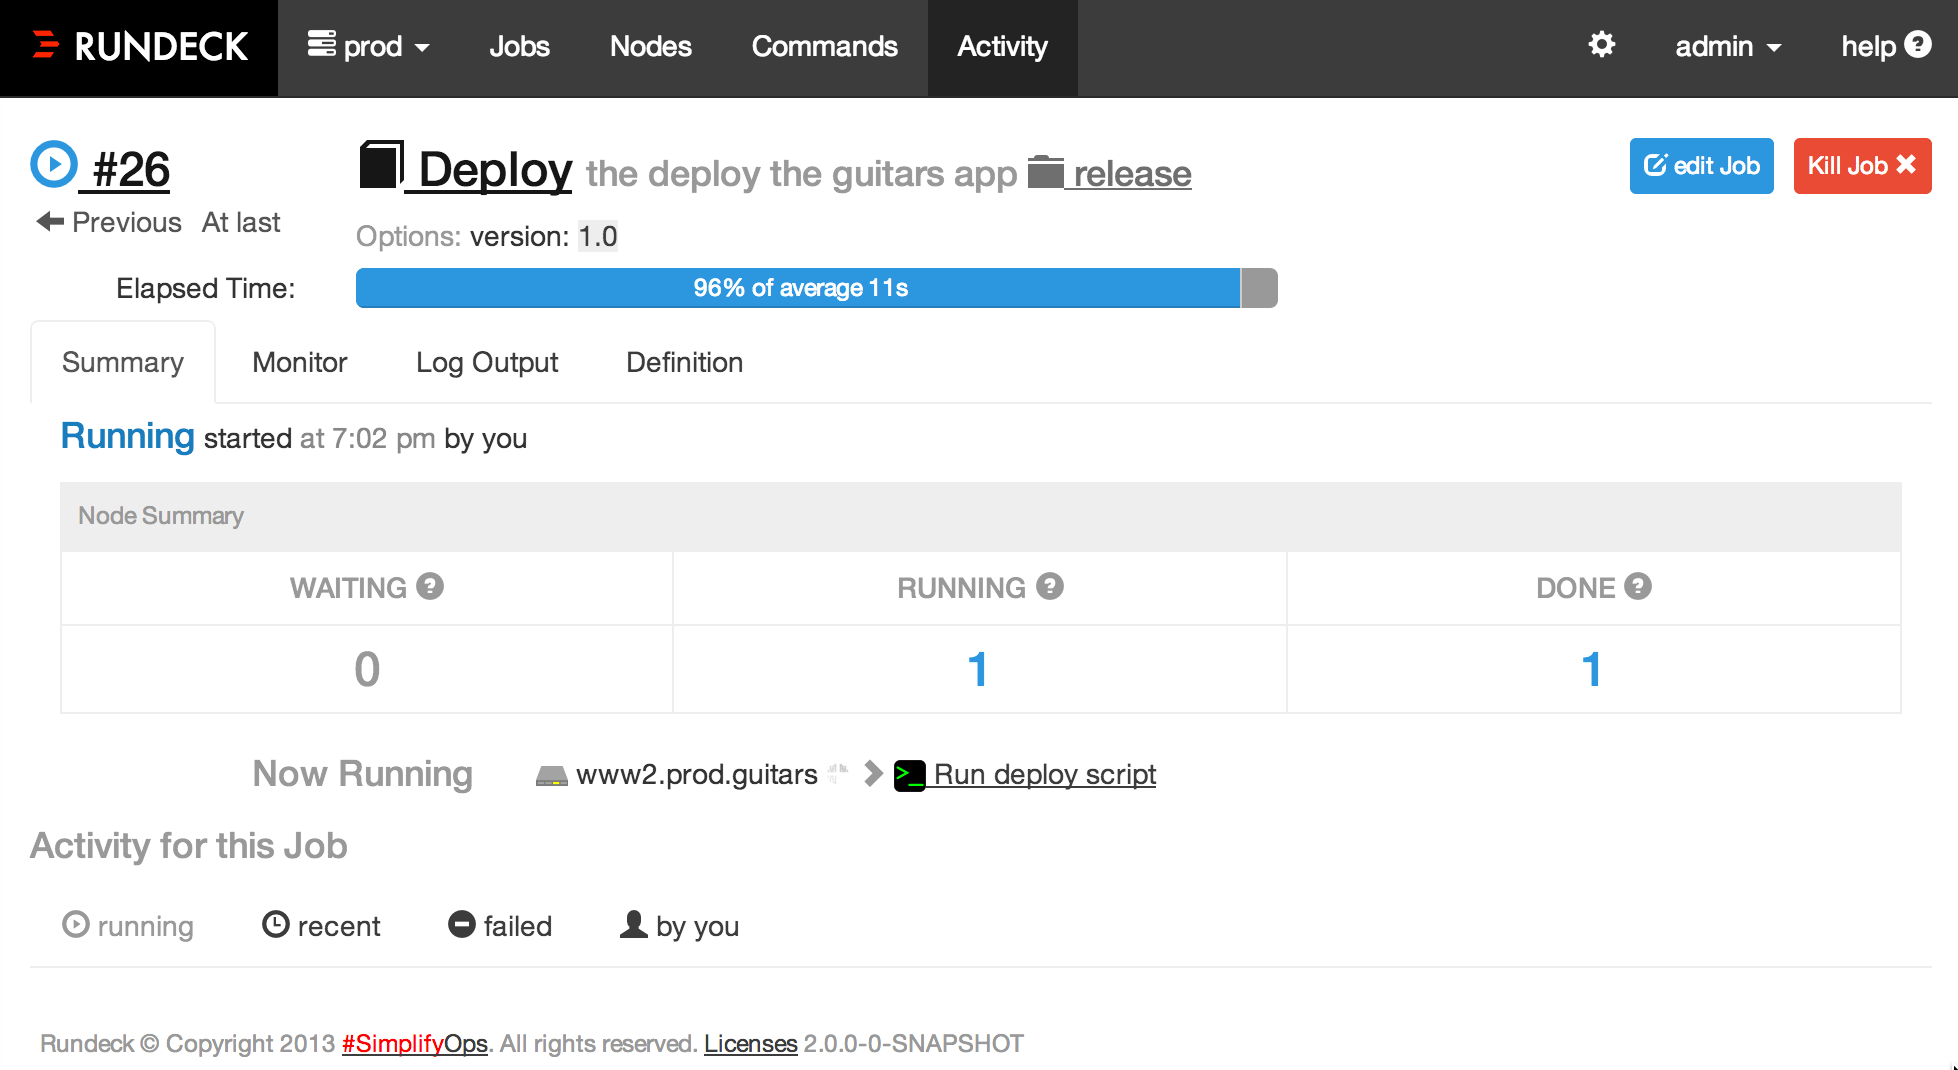 RUNDECK prod Jobs Nodes Commands Activity admin help
#26 Deploy the deploy the guitars app release edit Job Kill Job
Previous At last
Options: version: 1.0
Elapsed Time: 96% of average 11s
Summary Monitor Log Output Definition
Running started at 7:02 pm by you
Node Summary
WAITING RUNNING DONE
0 1 1
Now Running www2.prod.guitars >_ Run deploy script
Activity for this Job
running recent failed by you
Rundeck © Copyright 2013 #SimplifyOps. All rights reserved. Licenses 2.0.0-0-SNAPSHOT